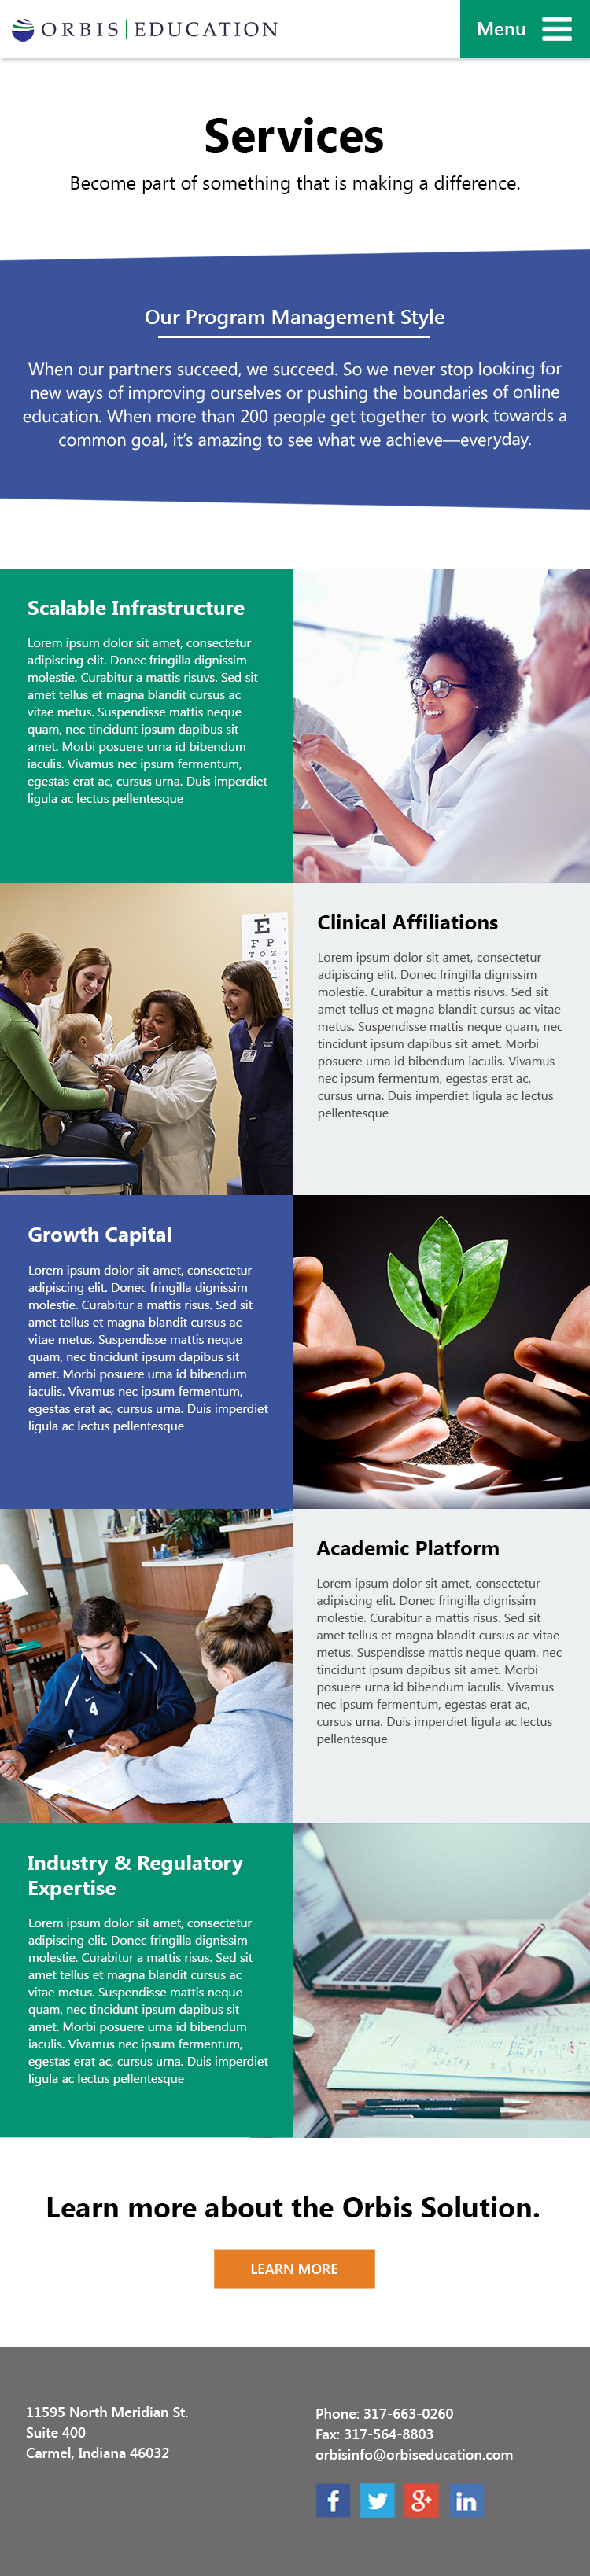 ORBIS|EDUCATION
Menu
Services
Become part of something that is making a difference.
Our Program Management Style
When our partners succeed, we succeed. So we never stop looking for
new ways of improving ourselves or pushing the boundaries of online
education. When more than 200 people get together to work towards a
common goal, it's amazing to see what we achieve—everyday.
Scalable Infrastructure
Lorem ipsum dolor sit amet, consectetur
adipiscing elit. Donec fringilla dignissim
molestie. Curabitur a mattis risuvs. Sed sit
amet tellus et magna blandit cursus ac
vitae metus. Suspendisse mattis neque
quam, nec tincidunt ipsum dapibus sit
amet. Morbi posuere urna id bibendum
iaculis. Vivamus nec ipsum fermentum,
egestas erat ac, cursus urna. Duis imperdiet
ligula ac lectus pellentesque
E
F P
T O Z
Clinical Affiliations
Lorem ipsum dolor sit amet, consectetur
adipiscing elit. Donec fringilla dignissim
molestie. Curabitur a mattis risuvs. Sed sit
amet tellus et magna blandit cursus ac vitae
metus. Suspendisse mattis neque quam, nec
tincidunt ipsum dapibus sit amet. Morbi
posuere urna id bibendum iaculis. Vivamus
nec ipsum fermentum, egestas erat ac,
cursus urna. Duis imperdiet ligula ac lectus
pellentesque
Growth Capital
Lorem ipsum dolor sit amet, consectetur
adipiscing elit. Donec fringilla dignissim
molestie. Curabitur a mattis risus. Sed sit
amet tellus et magna blandit cursus ac
vitae metus. Suspendisse mattis neque
quam, nec tincidunt ipsum dapibus sit
amet. Morbi posuere urna id bibendum
iaculis. Vivamus nec ipsum fermentum,
egestas erat ac, cursus urna. Duis imperdiet
ligula ac lectus pellentesque
4
Academic Platform
Lorem ipsum dolor sit amet, consectetur
adipiscing elit. Donec fringilla dignissim
molestie. Curabitur a mattis risus. Sed sit
amet tellus et magna blandit cursus ac vitae
metus. Suspendisse mattis neque quam, nec
tincidunt ipsum dapibus sit amet. Morbi
posuere urna id bibendum iaculis. Vivamus
nec ipsum fermentum, egestas erat ac,
cursus urna. Duis imperdiet ligula ac lectus
pellentesque
Industry & Regulatory
Expertise
Lorem ipsum dolor sit amet, consectetur
adipiscing elit. Donec fringilla dignissim
molestie. Curabitur a mattis risus. Sed sit
amet tellus et magna blandit cursus ac
vitae metus. Suspendisse mattis neque
quam, nec tincidunt ipsum dapibus sit
amet. Morbi posuere urna id bibendum
iaculis. Vivamus nec ipsum fermentum,
egestas erat ac, cursus urna. Duis imperdiet
ligula ac lectus pellentesque
Learn more about the Orbis Solution.
LEARN MORE
11595 North Meridian St.
Suite 400
Carmel, Indiana 46032
Phone: 317-663-0260
Fax: 317-564-8803
orbisinfo@orbiseducation.com
f
g+
in